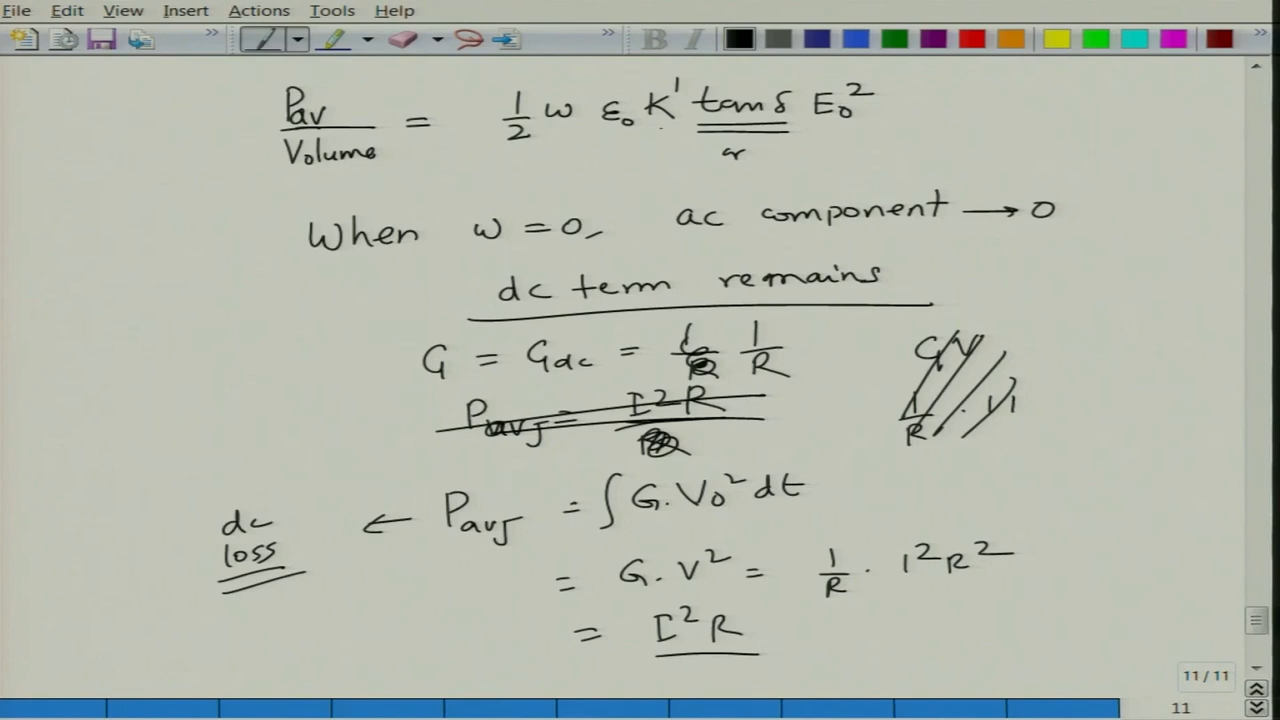 File Edit View Insert Actions Tools Help
Pav / Volume = 1/2 ω ε₀ K' tan δ E₀²
When ω = 0, ac component → 0
dc term remains
G = Gdc = 1/R
Pavg = I²R
dc loss ← Pavg = ∫ G. V₀² dt
= G. V² = 1/R . I²R²
= I²R
11 / 11
11